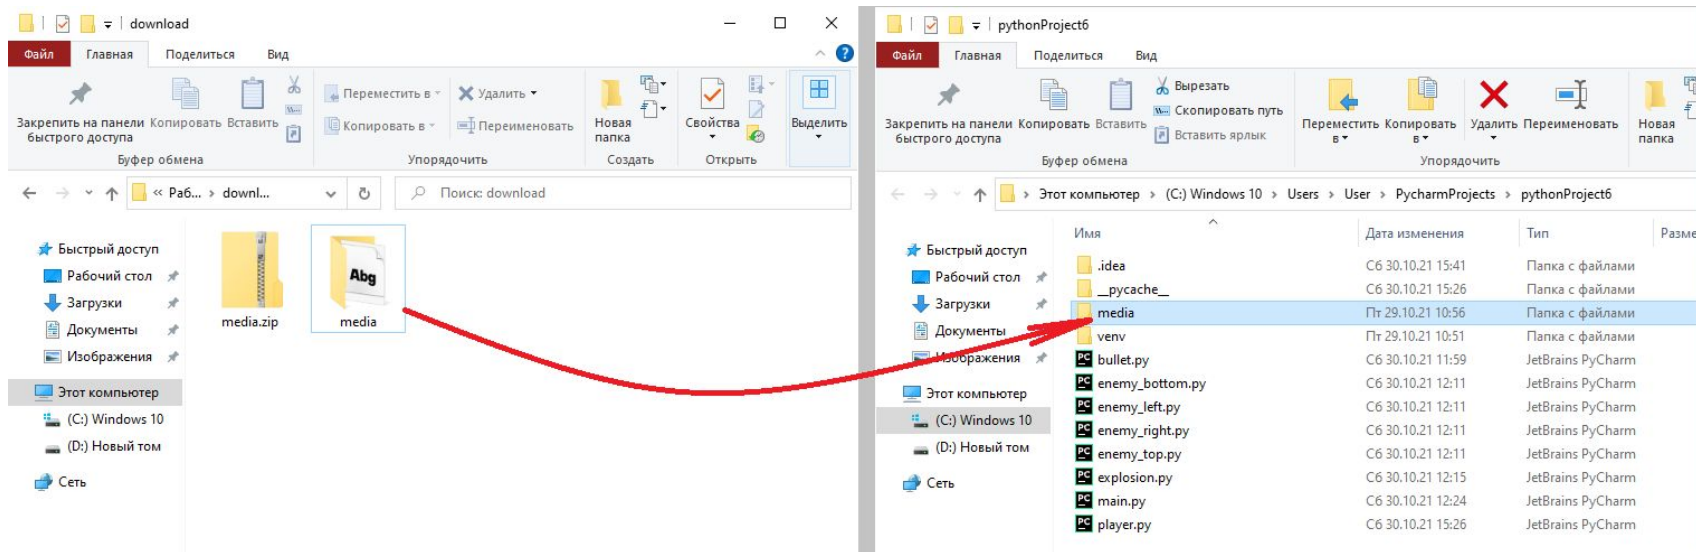 download
Файл Главная Поделиться Вид
Закрепить на панели быстрого доступа
Копировать
Вставить
Переместить в
Копировать в
Удалить
Переименовать
Новая папка
Свойства
Выделить
Буфер обмена Упорядочить Создать Открыть
« Раб... > downl...
Поиск: download
Быстрый доступ
Рабочий стол
Загрузки
Документы
Изображения
Этот компьютер
(C:) Windows 10
(D:) Новый том
Сеть
media.zip
Abg
media
pythonProject6
Файл Главная Поделиться Вид
Закрепить на панели быстрого доступа
Копировать
Вставить
Вырезать
Скопировать путь
Вставить ярлык
Переместить в
Копировать в
Удалить
Переименовать
Новая папка
Буфер обмена Упорядочить
> Этот компьютер > (C:) Windows 10 > Users > User > PycharmProjects > pythonProject6
Быстрый доступ
Рабочий стол
Загрузки
Документы
Изображения
Этот компьютер
(C:) Windows 10
(D:) Новый том
Сеть
Имя Дата изменения Тип Разме
.idea Сб 30.10.21 15:41 Папка с файлами
__pycache__ Сб 30.10.21 15:26 Папка с файлами
media Пт 29.10.21 10:56 Папка с файлами
venv Пт 29.10.21 10:51 Папка с файлами
bullet.py Сб 30.10.21 11:59 JetBrains PyCharm
enemy_bottom.py Сб 30.10.21 12:11 JetBrains PyCharm
enemy_left.py Сб 30.10.21 12:11 JetBrains PyCharm
enemy_right.py Сб 30.10.21 12:11 JetBrains PyCharm
enemy_top.py Сб 30.10.21 12:11 JetBrains PyCharm
explosion.py Сб 30.10.21 12:15 JetBrains PyCharm
main.py Сб 30.10.21 12:24 JetBrains PyCharm
player.py Сб 30.10.21 15:26 JetBrains PyCharm